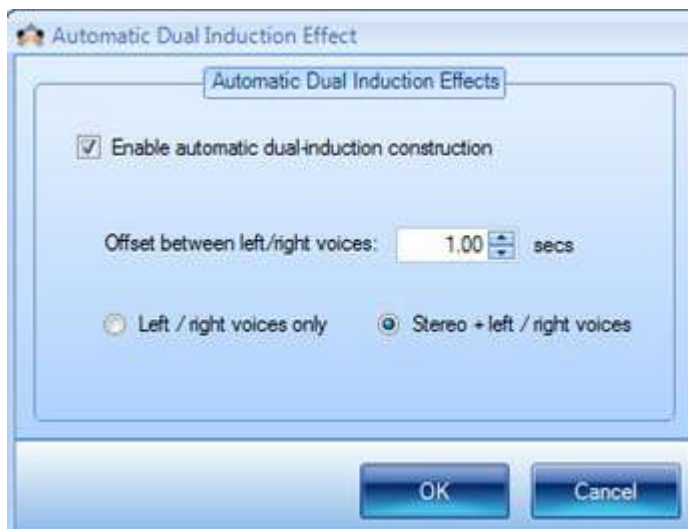 Automatic Dual Induction Effect
Automatic Dual Induction Effects
Enable automatic dual-induction construction
Offset between left/right voices: 1.00 secs
Left / right voices only Stereo + left / right voices
OK Cancel